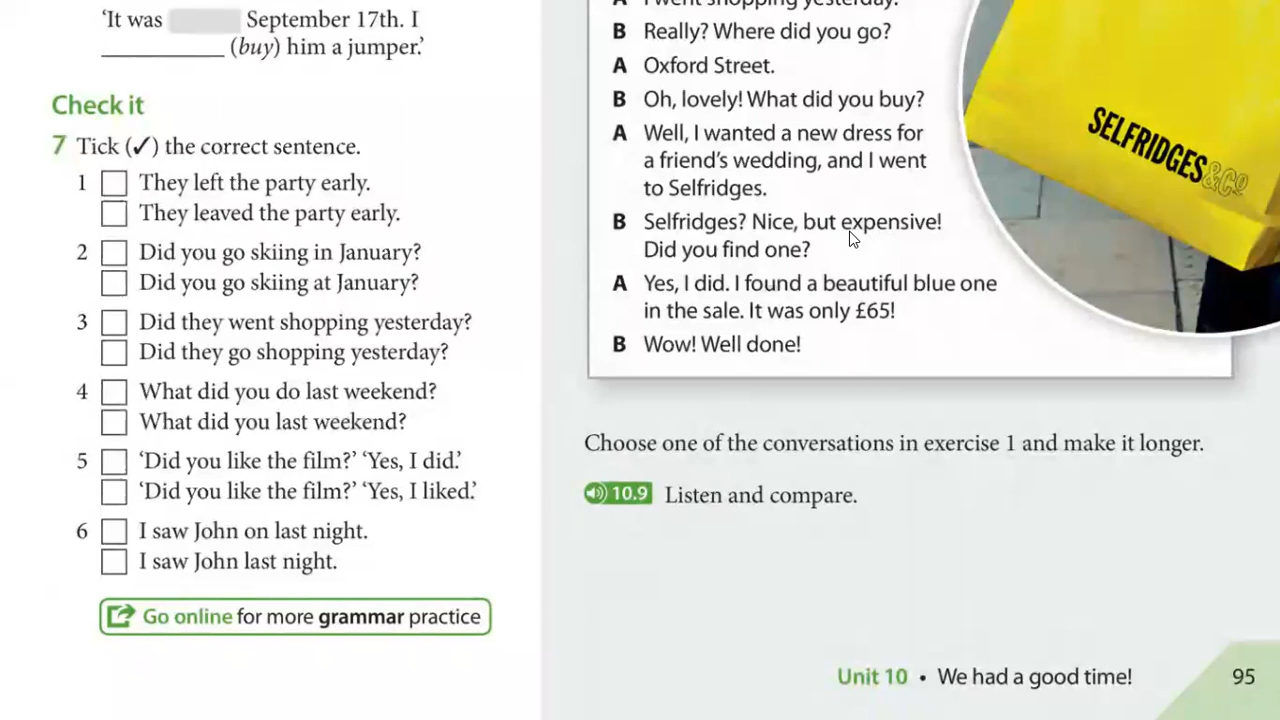 'It was September 17th. I
____________ (buy) him a jumper.'
Check it
7 Tick (✓) the correct sentence.
1 They left the party early.
They leaved the party early.
2 Did you go skiing in January?
Did you go skiing at January?
3 Did they went shopping yesterday?
Did they go shopping yesterday?
4 What did you do last weekend?
What did you last weekend?
5 'Did you like the film?' 'Yes, I did.'
'Did you like the film?' 'Yes, I liked.'
6 I saw John on last night.
I saw John last night.
Go online for more grammar practice
A I went shopping yesterday.
B Really? Where did you go?
A Oxford Street.
B Oh, lovely! What did you buy?
A Well, I wanted a new dress for
a friend's wedding, and I went
to Selfridges.
B Selfridges? Nice, but expensive!
Did you find one?
A Yes, I did. I found a beautiful blue one
in the sale. It was only £65!
B Wow! Well done!
SELFRIDGES&Co
Choose one of the conversations in exercise 1 and make it longer.
10.9 Listen and compare.
Unit 10 • We had a good time! 95